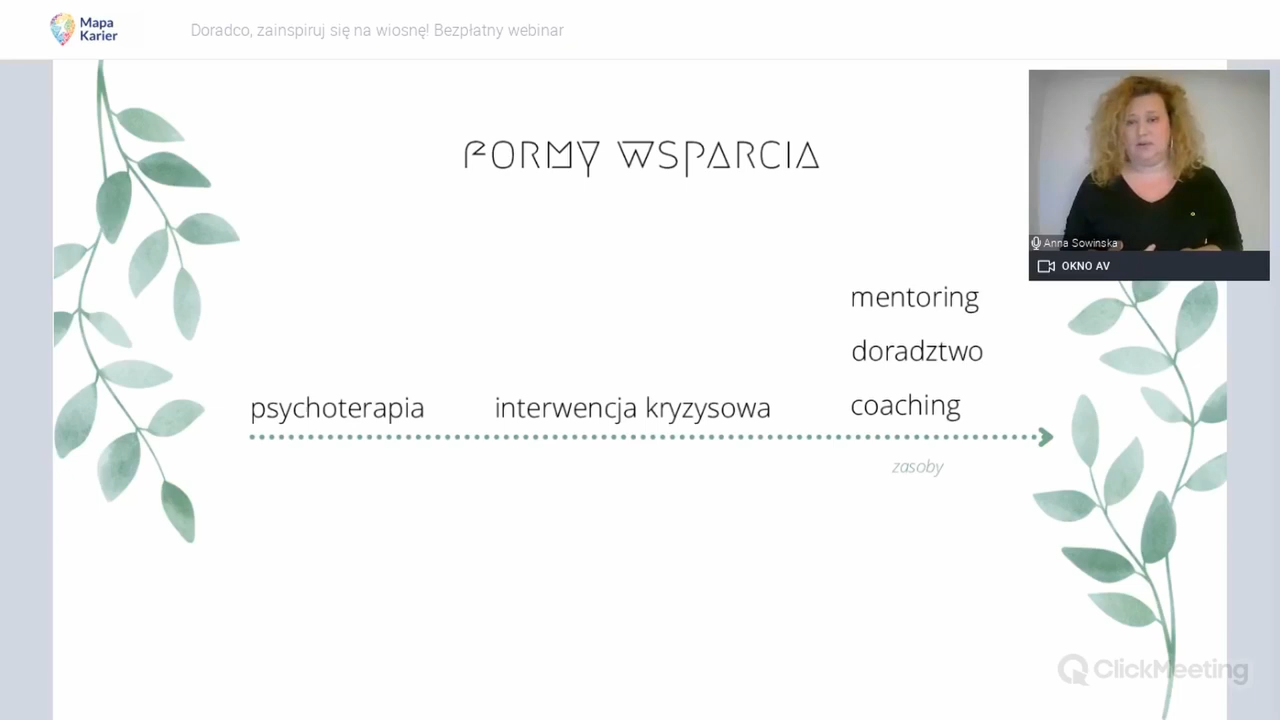 Mapa
Karier
Doradco, zainspiruj się na wiosnę! Bezpłatny webinar
FORMY WSPARCIA
Anna Sowinska
OKNO AV
mentoring
doradztwo
coaching
psychoterapia
interwencja kryzysowa
zasoby
ClickMeeting